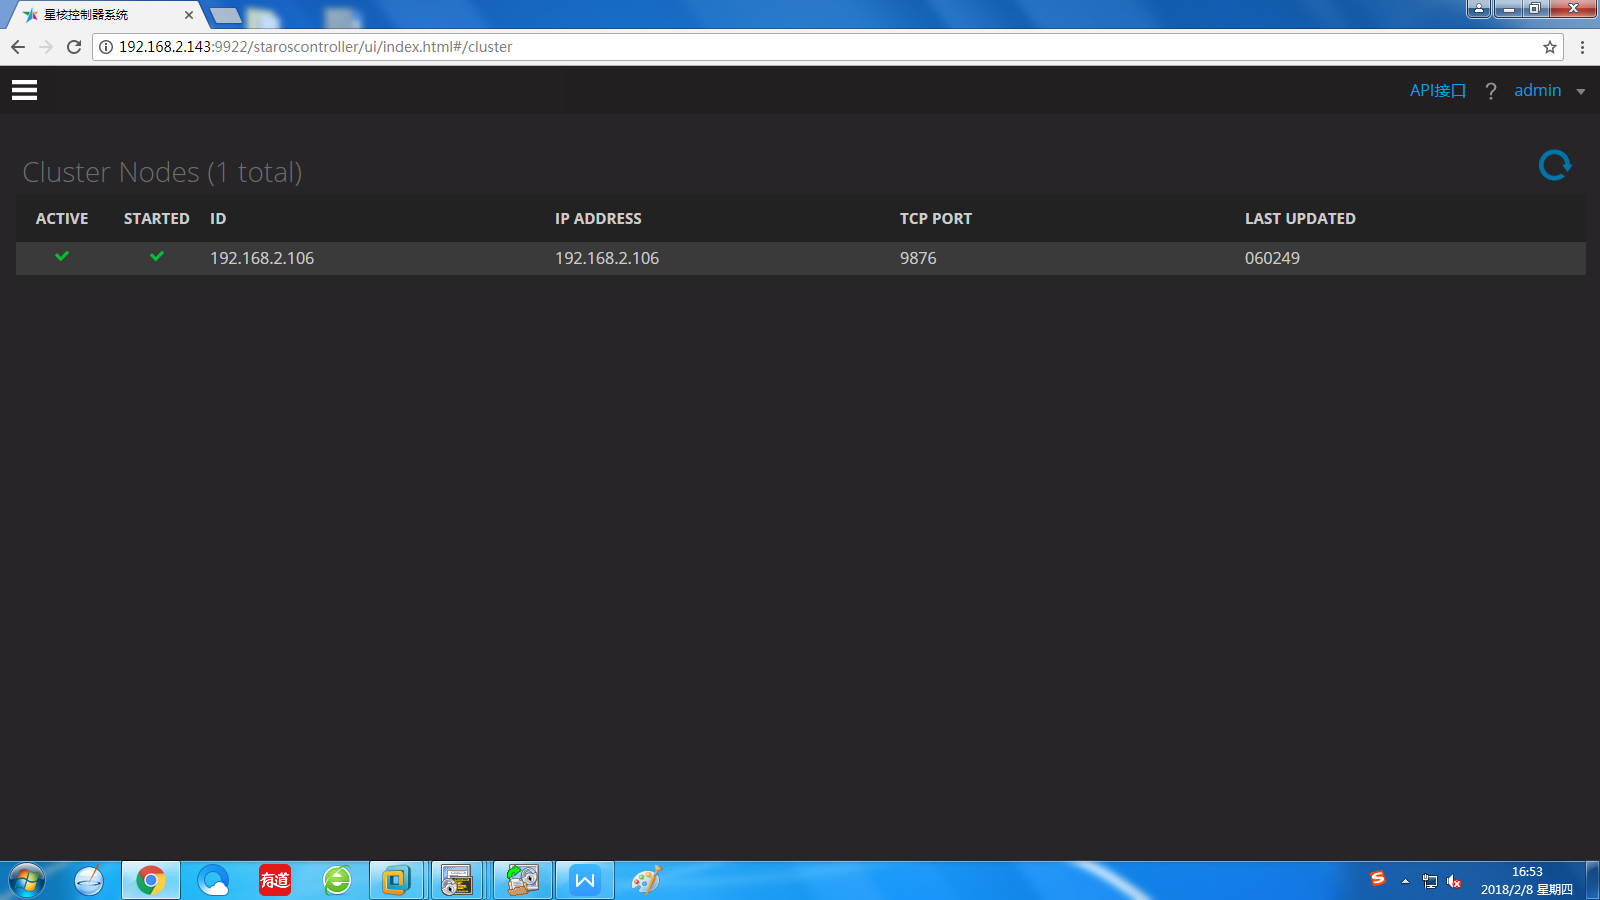 星核控制器系统
192.168.2.143:9922/staroscontroller/ui/index.html#/cluster
API接口 ? admin
Cluster Nodes (1 total)
ACTIVE STARTED ID IP ADDRESS TCP PORT LAST UPDATED
192.168.2.106 192.168.2.106 9876 060249
有道
16:53
2018/2/8 星期四